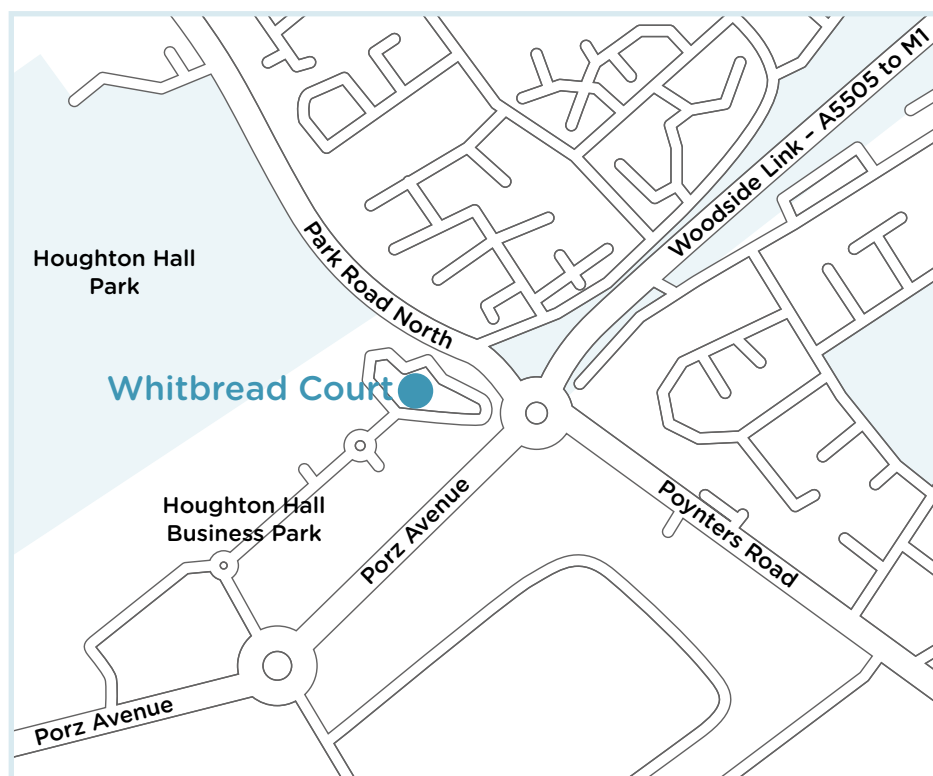 Woodside Link – A5505 to M1
Houghton Hall
Park
Park Road North
Whitbread Court
Houghton Hall
Business Park
Porz Avenue
Poynters Road
Porz Avenue